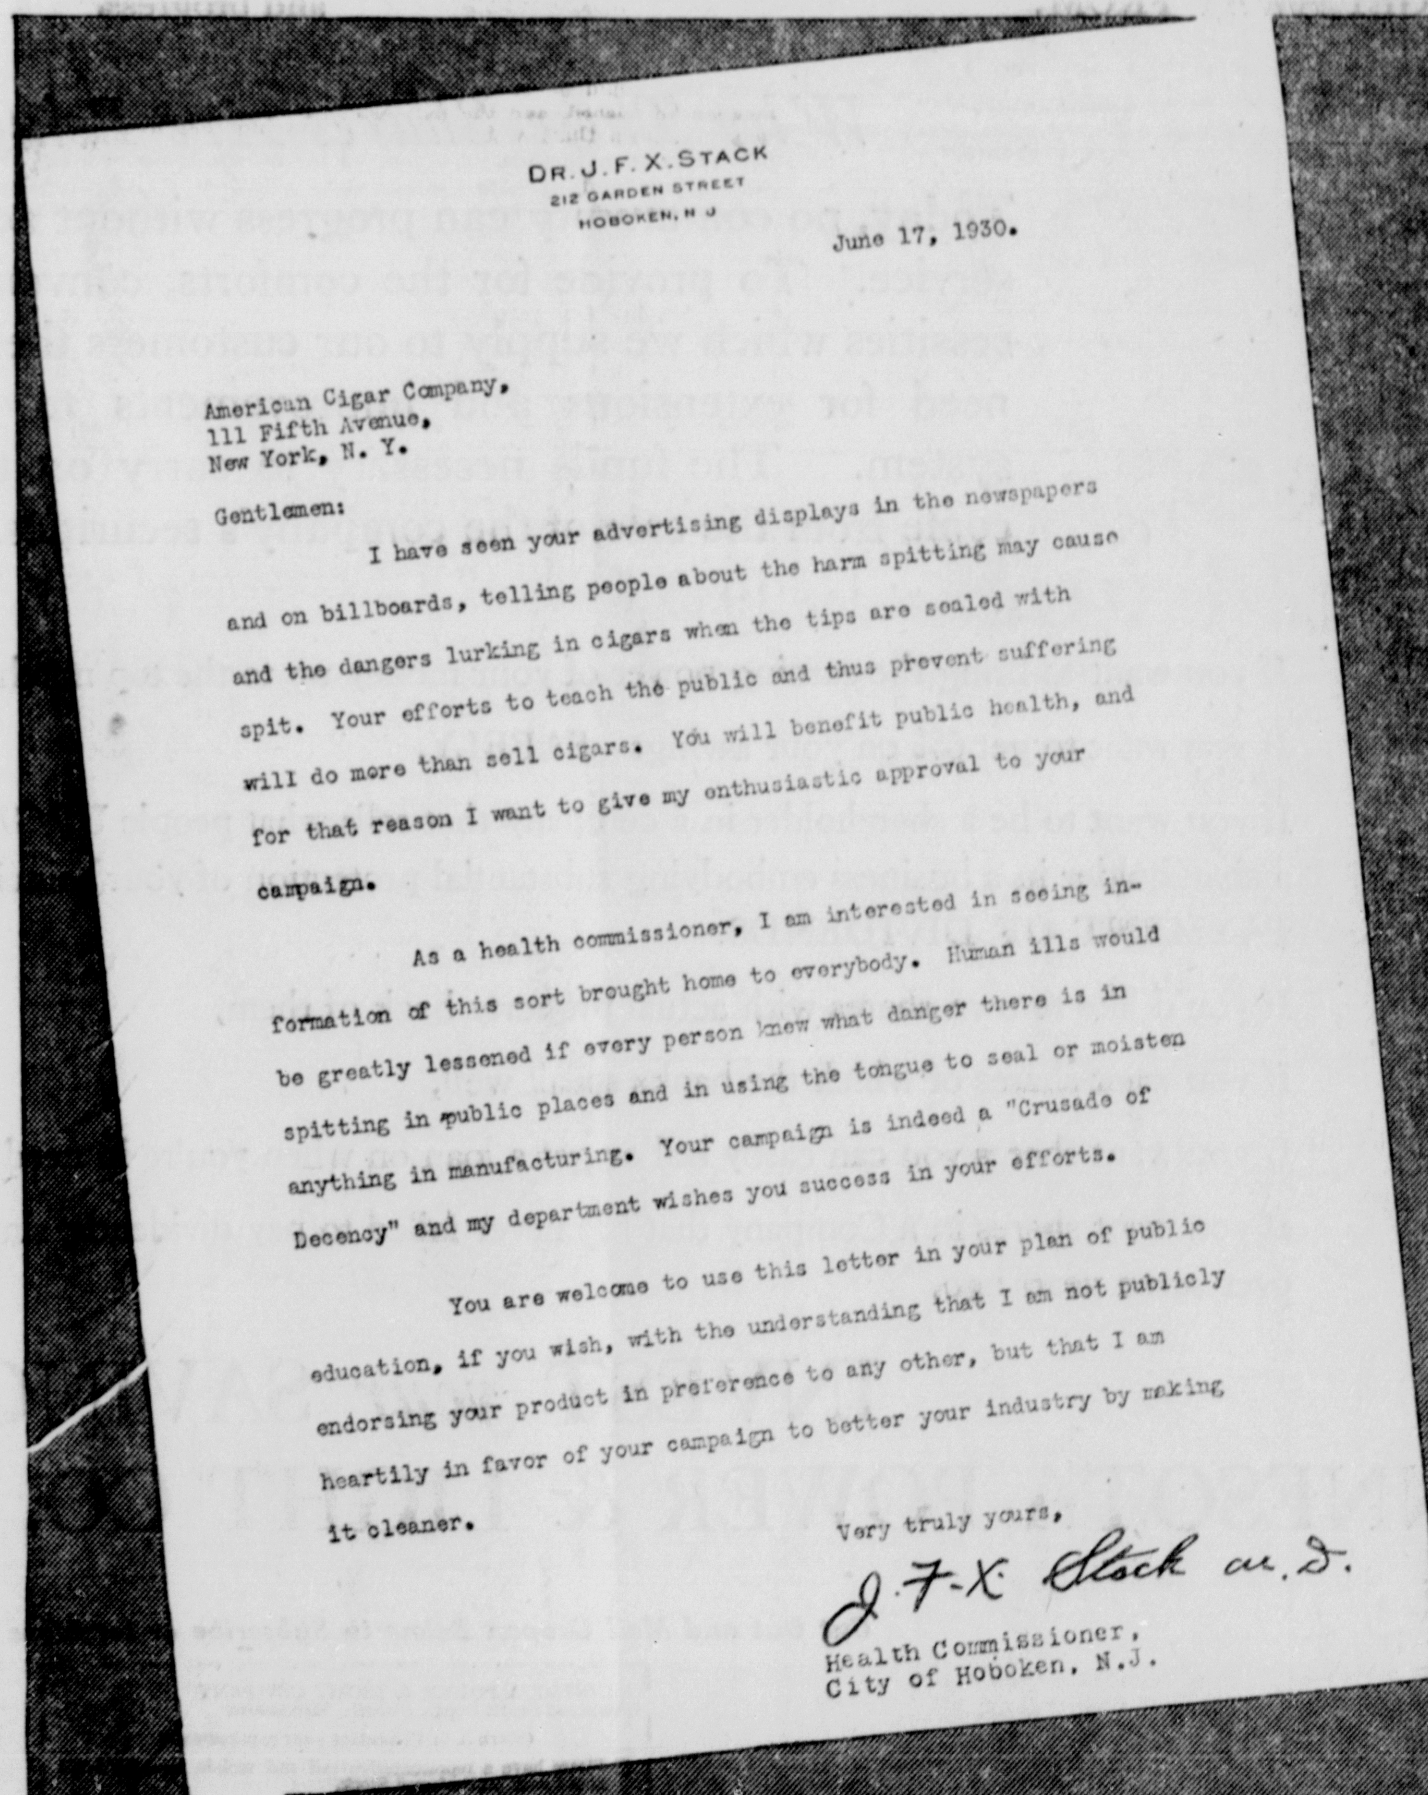 DR. J. F. X. STACK
212 GARDEN STREET
HOBOKEN, N J
June 17, 1930.
American Cigar Company,
111 Fifth Avenue,
New York, N. Y.
Gentlemen:
I have seen your advertising displays in the newspapers
and on billboards, telling people about the harm spitting may cause
and the dangers lurking in cigars when the tips are sealed with
spit. Your efforts to teach the public and thus prevent suffering
will do more than sell cigars. You will benefit public health, and
for that reason I want to give my enthusiastic approval to your
campaign.
As a health commissioner, I am interested in seeing in-
formation of this sort brought home to everybody. Human ills would
be greatly lessened if every person knew what danger there is in
spitting in public places and in using the tongue to seal or moisten
anything in manufacturing. Your campaign is indeed a "Crusade of
Decency" and my department wishes you success in your efforts.
You are welcome to use this letter in your plan of public
education, if you wish, with the understanding that I am not publicly
endorsing your product in preference to any other, but that I am
heartily in favor of your campaign to better your industry by making
it cleaner.
Very truly yours,
J. F. X. Stack M. D.
Health Commissioner,
City of Hoboken, N.J.